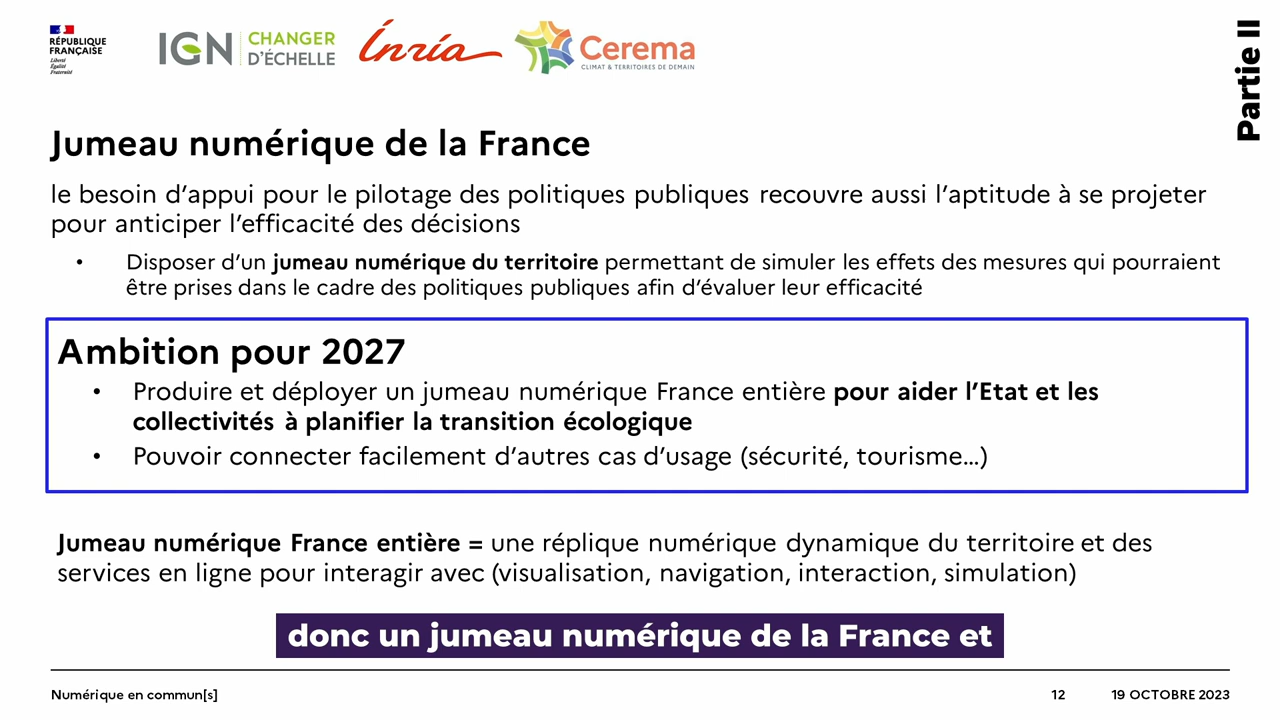 RÉPUBLIQUE
FRANÇAISE
Liberté
Égalité
Fraternité
IGN
CHANGER
D'ÉCHELLE
Inria
Cerema
CLIMAT & TERRITOIRES DE DEMAIN
Partie II
Jumeau numérique de la France
le besoin d'appui pour le pilotage des politiques publiques recouvre aussi l'aptitude à se projeter
pour anticiper l'efficacité des décisions
• Disposer d'un jumeau numérique du territoire permettant de simuler les effets des mesures qui pourraient
être prises dans le cadre des politiques publiques afin d'évaluer leur efficacité
Ambition pour 2027
• Produire et déployer un jumeau numérique France entière pour aider l'Etat et les
collectivités à planifier la transition écologique
• Pouvoir connecter facilement d'autres cas d'usage (sécurité, tourisme…)
Jumeau numérique France entière = une réplique numérique dynamique du territoire et des
services en ligne pour interagir avec (visualisation, navigation, interaction, simulation)
donc un jumeau numérique de la France et
Numérique en commun[s]
12
19 OCTOBRE 2023